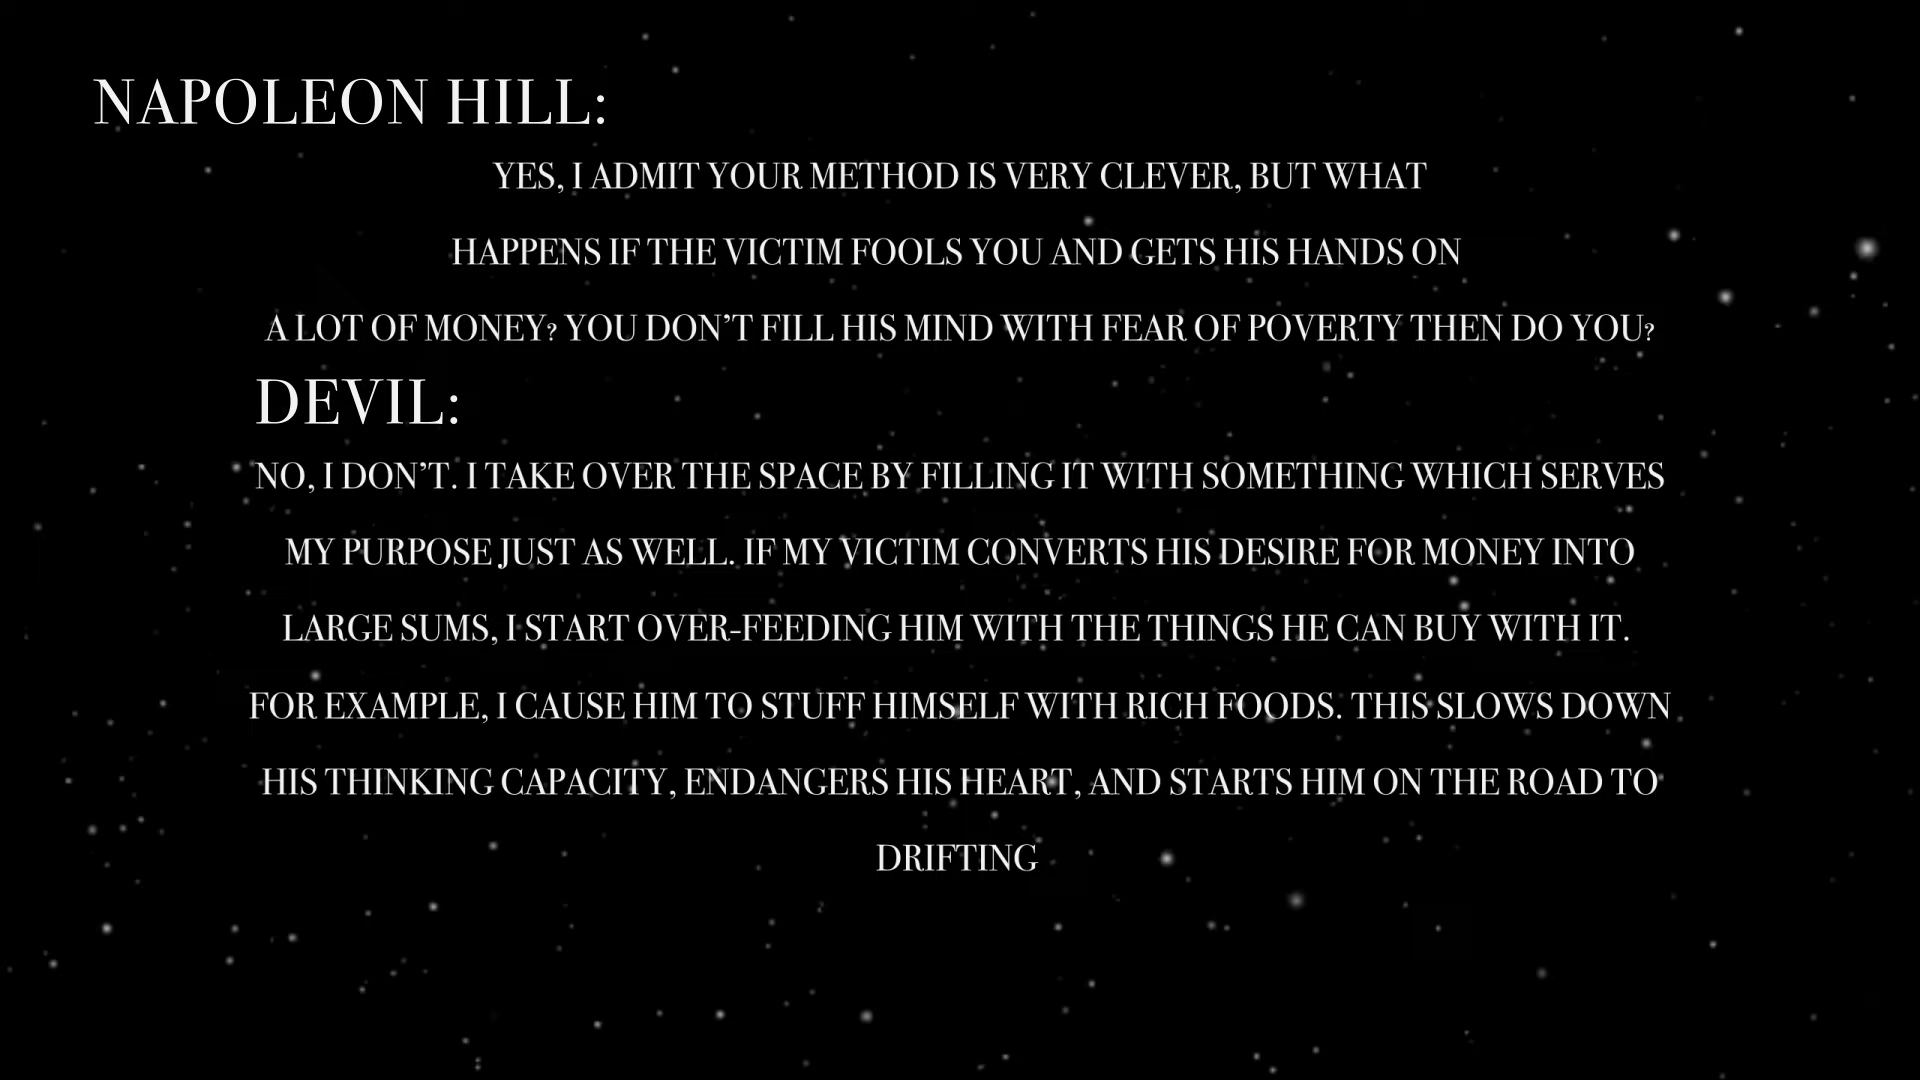 NAPOLEON HILL:
YES, I ADMIT YOUR METHOD IS VERY CLEVER, BUT WHAT
HAPPENS IF THE VICTIM FOOLS YOU AND GETS HIS HANDS ON
A LOT OF MONEY? YOU DON’T FILL HIS MIND WITH FEAR OF POVERTY THEN DO YOU?
DEVIL:
NO, I DON’T. I TAKE OVER THE SPACE BY FILLING IT WITH SOMETHING WHICH SERVES
MY PURPOSE JUST AS WELL. IF MY VICTIM CONVERTS HIS DESIRE FOR MONEY INTO
LARGE SUMS, I START OVER-FEEDING HIM WITH THE THINGS HE CAN BUY WITH IT.
FOR EXAMPLE, I CAUSE HIM TO STUFF HIMSELF WITH RICH FOODS. THIS SLOWS DOWN
HIS THINKING CAPACITY, ENDANGERS HIS HEART, AND STARTS HIM ON THE ROAD TO
DRIFTING